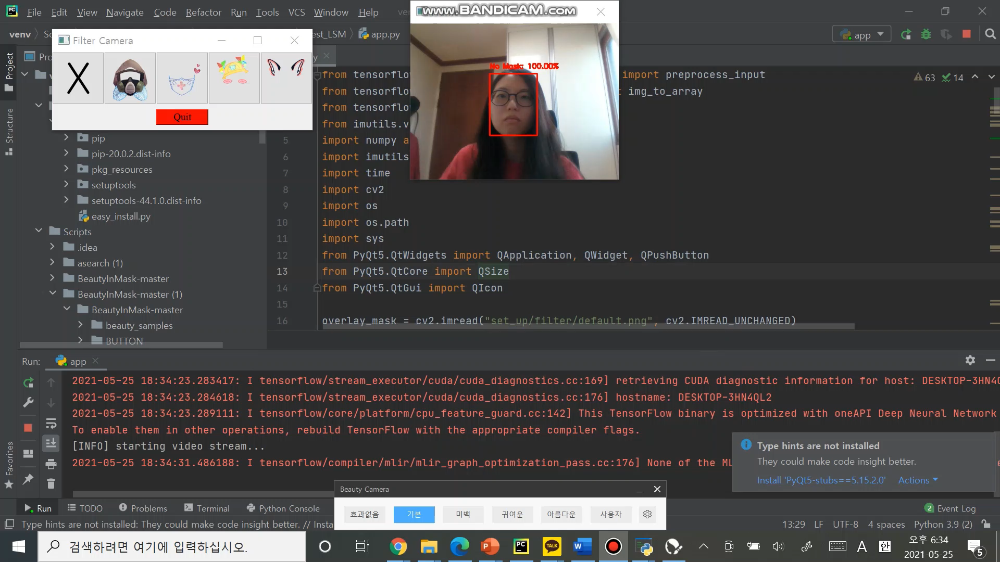 File Edit View Navigate Code Refactor Run Tools VCS Window Help
www.BANDICAM.com
venv
est_LSM app.py
app
Filter Camera
X
Quit
Project
Structure
Favorites
No Mask: 100.00%
63 14
pip
pip-20.0.2.dist-info
pkg_resources
setuptools
setuptools-44.1.0.dist-info
easy_install.py
Scripts
.idea
asearch (1)
BeautyInMask-master
BeautyInMask-master (1)
BeautyInMask-master
beauty_samples
BUTTON
from tensorflow import preprocess_input
from tensorflow img_to_array
from tensorflow
from imutils.v
5 import numpy a
6 import imutils
7 import time
8 import cv2
9 import os
10 import os.path
11 import sys
12 from PyQt5.QtWidgets import QApplication, QWidget, QPushButton
13 from PyQt5.QtCore import QSize
14 from PyQt5.QtGui import QIcon
15
16 overlay_mask = cv2.imread("set_up/filter/default.png", cv2.IMREAD_UNCHANGED)
Run: app
2021-05-25 18:34:23.283417: I tensorflow/stream_executor/cuda/cuda_diagnostics.cc:169] retrieving CUDA diagnostic information for host: DESKTOP-3HN4Q
2021-05-25 18:34:23.284618: I tensorflow/stream_executor/cuda/cuda_diagnostics.cc:176] hostname: DESKTOP-3HN4QL2
2021-05-25 18:34:23.289111: I tensorflow/core/platform/cpu_feature_guard.cc:142] This TensorFlow binary is optimized with oneAPI Deep Neural Network
To enable them in other operations, rebuild TensorFlow with the appropriate compiler flags.
[INFO] starting video stream...
2021-05-25 18:34:31.486188: I tensorflow/compiler/mlir/mlir_graph_optimization_pass.cc:176] None of the ML
Type hints are not installed
They could make code insight better.
Install 'PyQt5-stubs==5.15.2.0' Actions
Beauty Camera
효과없음 기본 미백 귀여운 아름다운 사용자
Run TODO Problems Terminal Python Console
2 Event Log
Type hints are not installed: They could make code insight better. // Insta
13:29 LF UTF-8 4 spaces Python 3.9 (2)
검색하려면 여기에 입력하십시오.
PC TALK
A 한
오후 6:34
2021-05-25
5